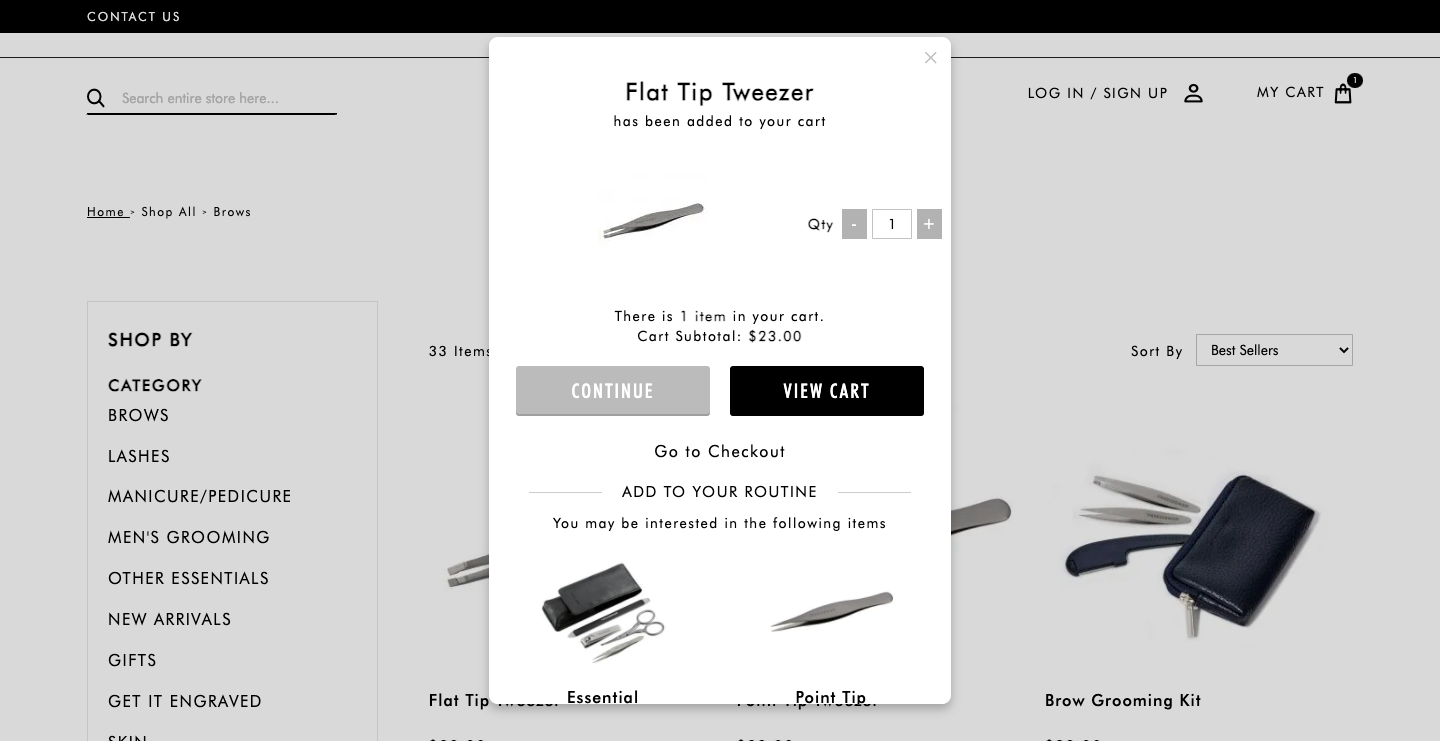 CONTACT US
Search entire store here...
LOG IN / SIGN UP
MY CART
1
Home > Shop All > Brows
SHOP BY
CATEGORY
BROWS
LASHES
MANICURE/PEDICURE
MEN'S GROOMING
OTHER ESSENTIALS
NEW ARRIVALS
GIFTS
GET IT ENGRAVED
SKIN
33 Items
Sort By
Best Sellers
Flat Tip Tweezer
has been added to your cart
Qty
-
1
+
There is 1 item in your cart.
Cart Subtotal: $23.00
CONTINUE
VIEW CART
Go to Checkout
ADD TO YOUR ROUTINE
You may be interested in the following items
Essential
Point Tip
Flat Tip Tweezer
Point Tip Tweezer
Brow Grooming Kit